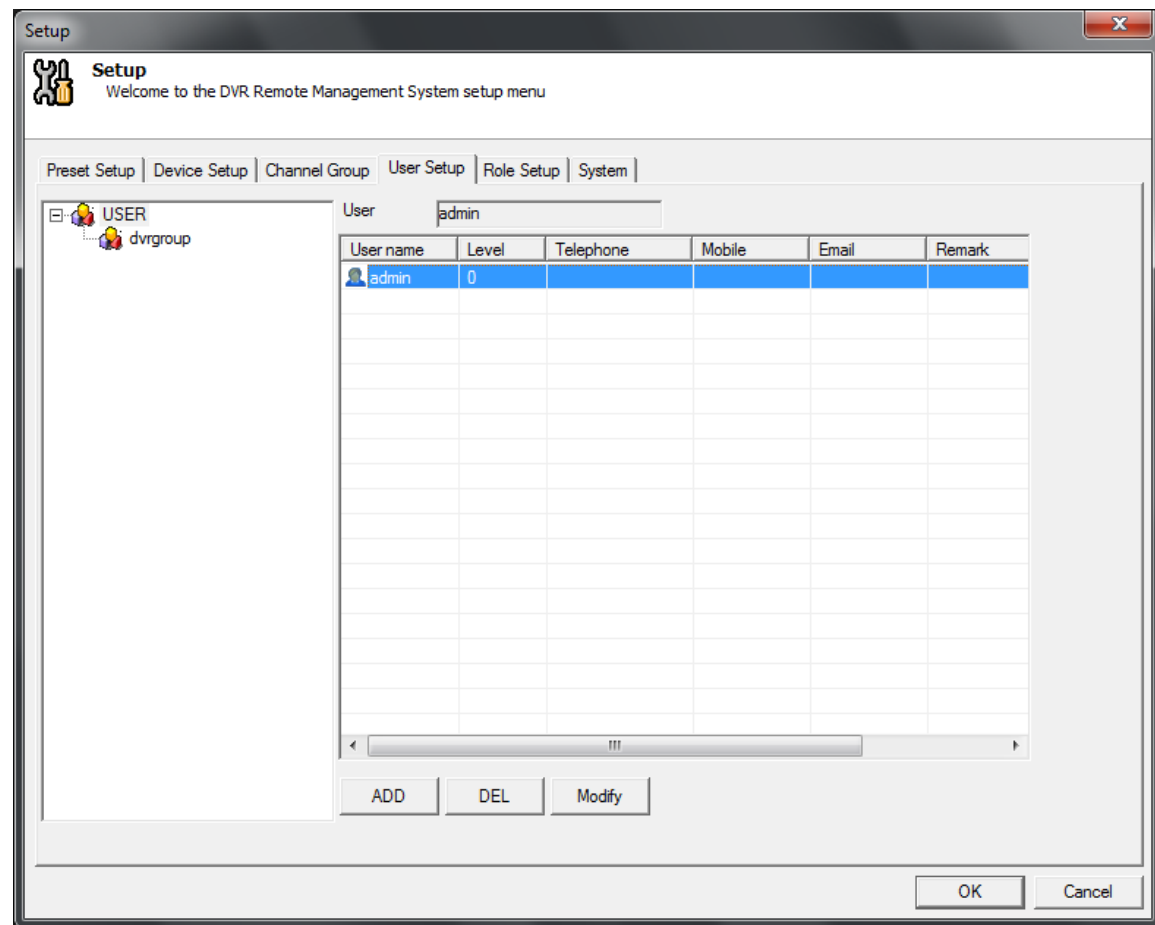 Setup
Setup
Welcome to the DVR Remote Management System setup menu
Preset Setup Device Setup Channel Group User Setup Role Setup System
USER
dvrgroup
User admin
User name Level Telephone Mobile Email Remark
admin 0
ADD DEL Modify
OK Cancel